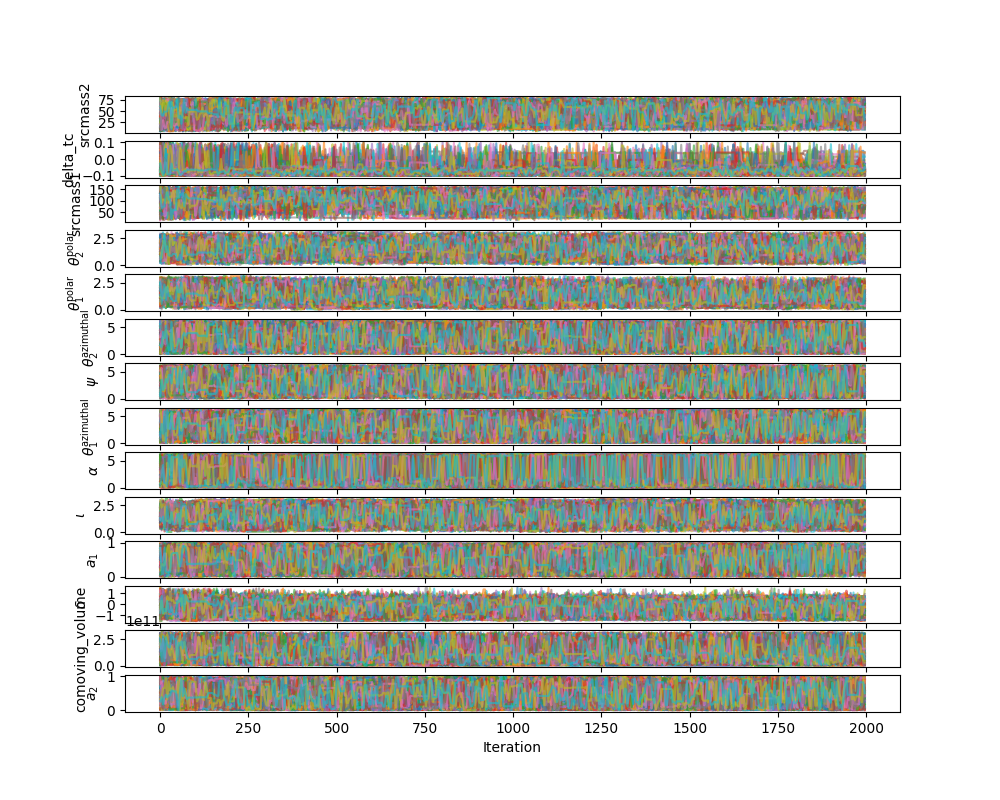 srcmass2
75
50
25
delta_tc
0.1
0.0
−0.1
srcmass1
150
100
50
θ₂^polar
2.5
0.0
θ₁^polar
2.5
0.0
θ₂^azimuthal
5
0
ψ
5
0
θ₁^azimuthal
5
0
α
5
0
ι
2.5
0.0
a₁
1
0
1
0
−1
comoving_volume
1e11
2.5
0.0
a₂
1
0
0 250 500 750 1000 1250 1500 1750 2000
Iteration